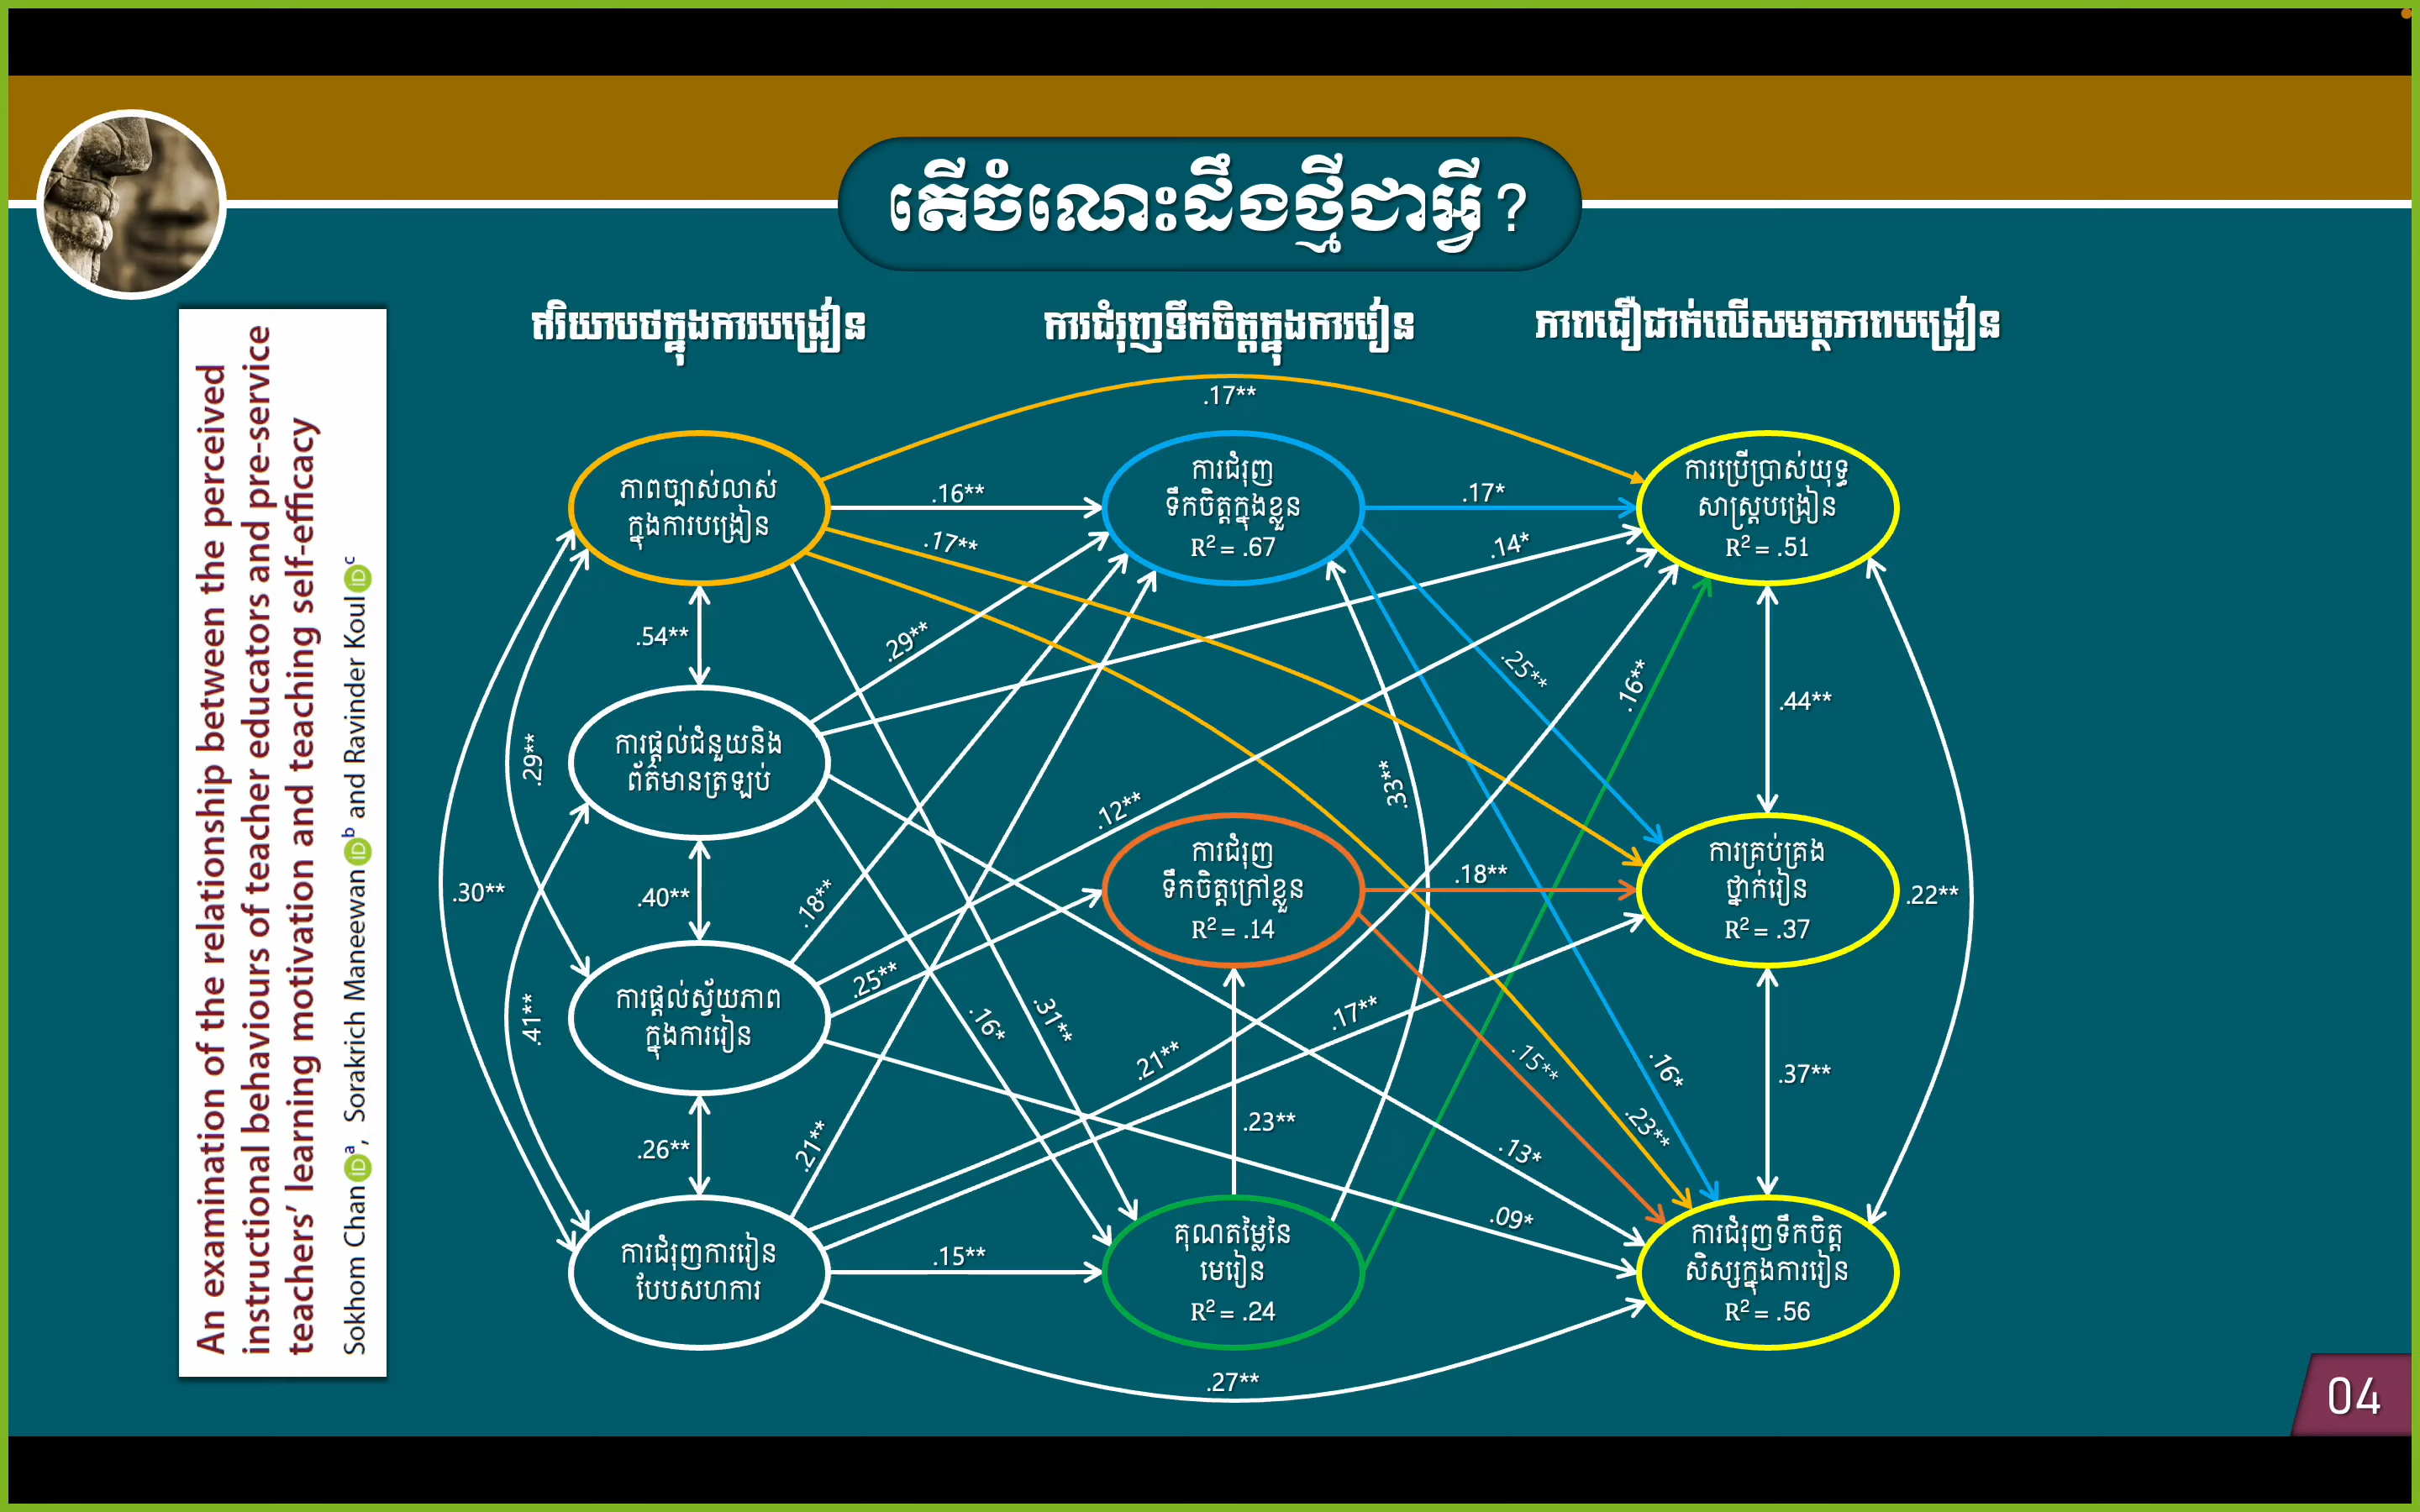 តើចំណេះដឹងថ្មីជាអ្វី ?
An examination of the relationship between the perceived
instructional behaviours of teacher educators and pre-service
teachers' learning motivation and teaching self-efficacy
Sokhom Chan iD a, Sorakrich Maneewan iD b and Ravinder Koul iD c
ឥរិយាបថក្នុងការបង្រៀន
ការជំរុញទឹកចិត្តក្នុងការរៀន
ភាពជឿជាក់លើសមត្ថភាពបង្រៀន
.17**
ភាពច្បាស់លាស់
ក្នុងការបង្រៀន
.16**
.17**
ការជំរុញ
ទឹកចិត្តក្នុងខ្លួន
R² = .67
.17*
.14*
ការប្រើប្រាស់យុទ្ធ
សាស្ត្របង្រៀន
R² = .51
.54**
.29**
.25**
.16**
.44**
ការផ្តល់ជំនួយនិង
ព័ត៌មានត្រឡប់
.29**
.12**
.33**
.30**
.40**
.18**
ការជំរុញ
ទឹកចិត្តក្រៅខ្លួន
R² = .14
.18**
ការគ្រប់គ្រង
ថ្នាក់រៀន
R² = .37
.22**
ការផ្តល់ស្វ័យភាព
ក្នុងការរៀន
.25**
.41**
.16*
.31**
.21**
.17**
.15**
.16*
.23**
.37**
.26**
.21**
.23**
.13*
.09*
ការជំរុញការរៀន
បែបសហការ
.15**
គុណតម្លៃនៃ
មេរៀន
R² = .24
ការជំរុញទឹកចិត្ត
សិស្សក្នុងការរៀន
R² = .56
.27**
04